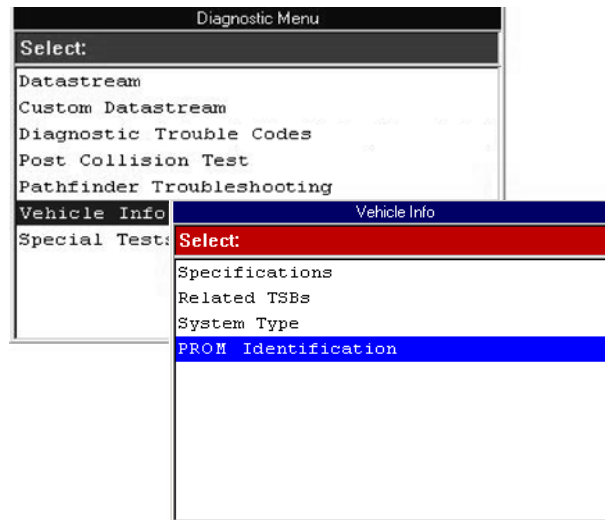 Diagnostic Menu
Select:
Datastream
Custom Datastream
Diagnostic Trouble Codes
Post Collision Test
Pathfinder Troubleshooting
Vehicle Info
Special Tests
Vehicle Info
Select:
Specifications
Related TSBs
System Type
PROM Identification